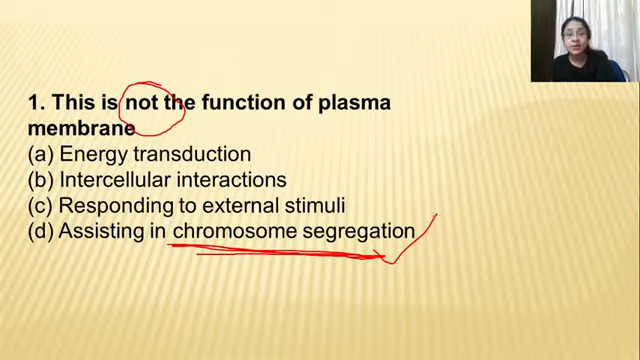 1. This is not the function of plasma
membrane
(a) Energy transduction
(b) Intercellular interactions
(c) Responding to external stimuli
(d) Assisting in chromosome segregation